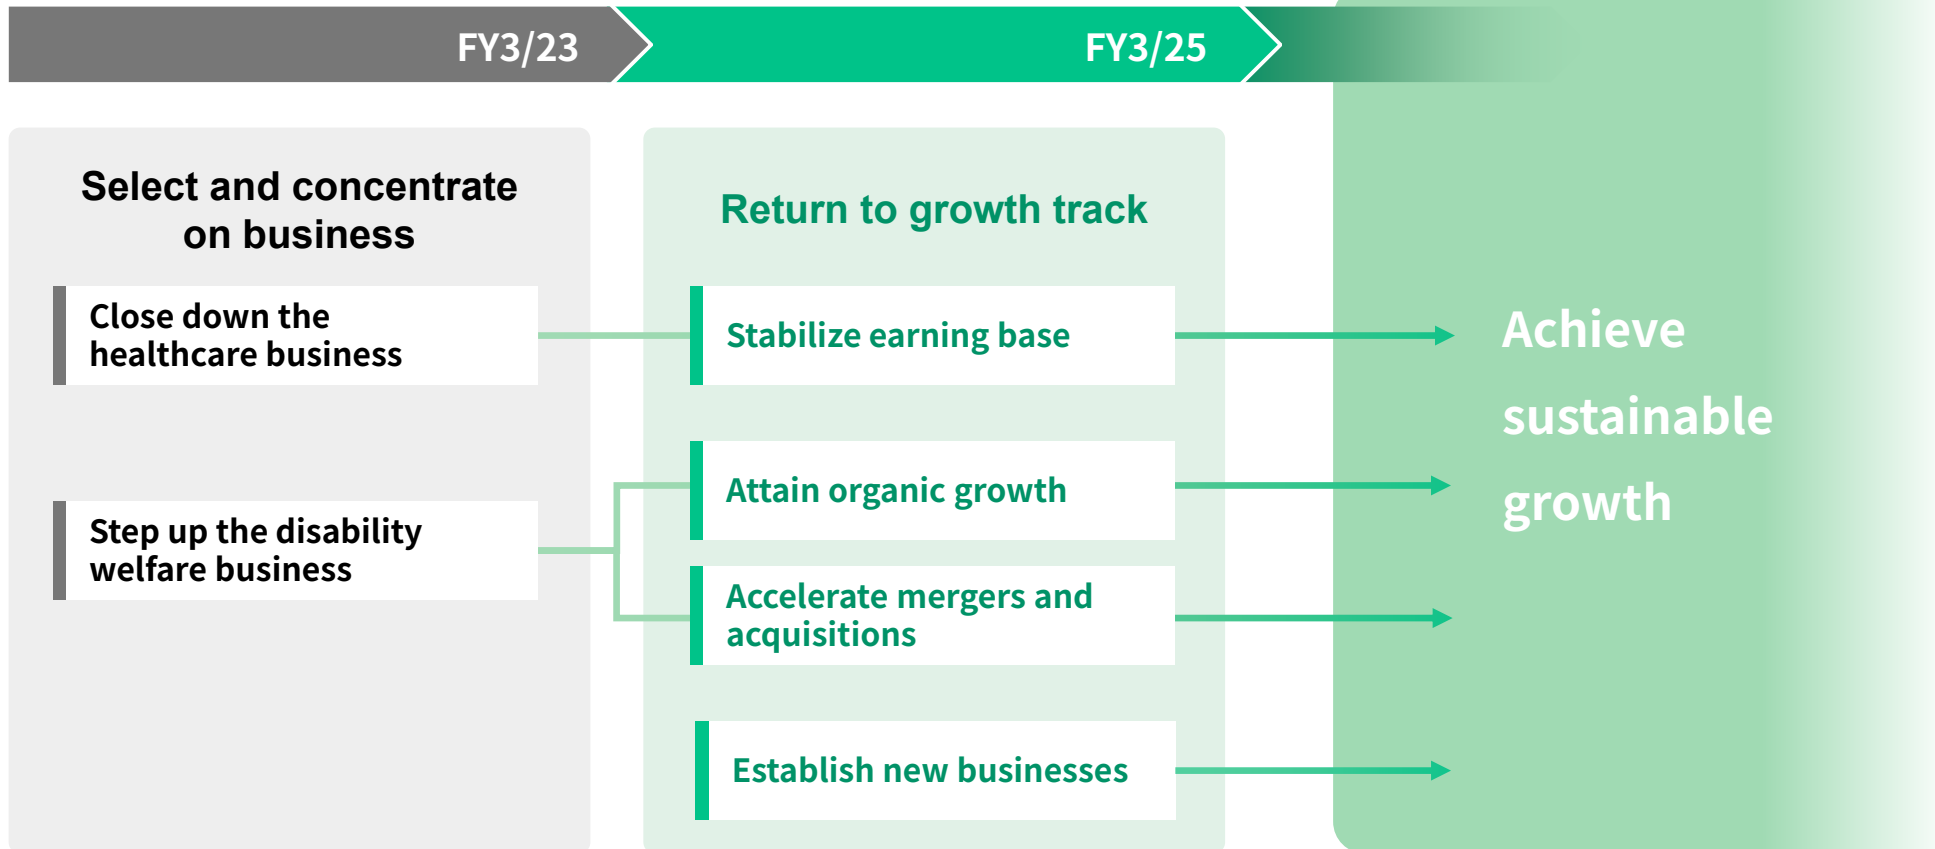 FY3/23
FY3/25
Select and concentrate
on business
Close down the
healthcare business
Step up the disability
welfare business
Return to growth track
Stabilize earning base
Attain organic growth
Accelerate mergers and
acquisitions
Establish new businesses
Achieve
sustainable
growth